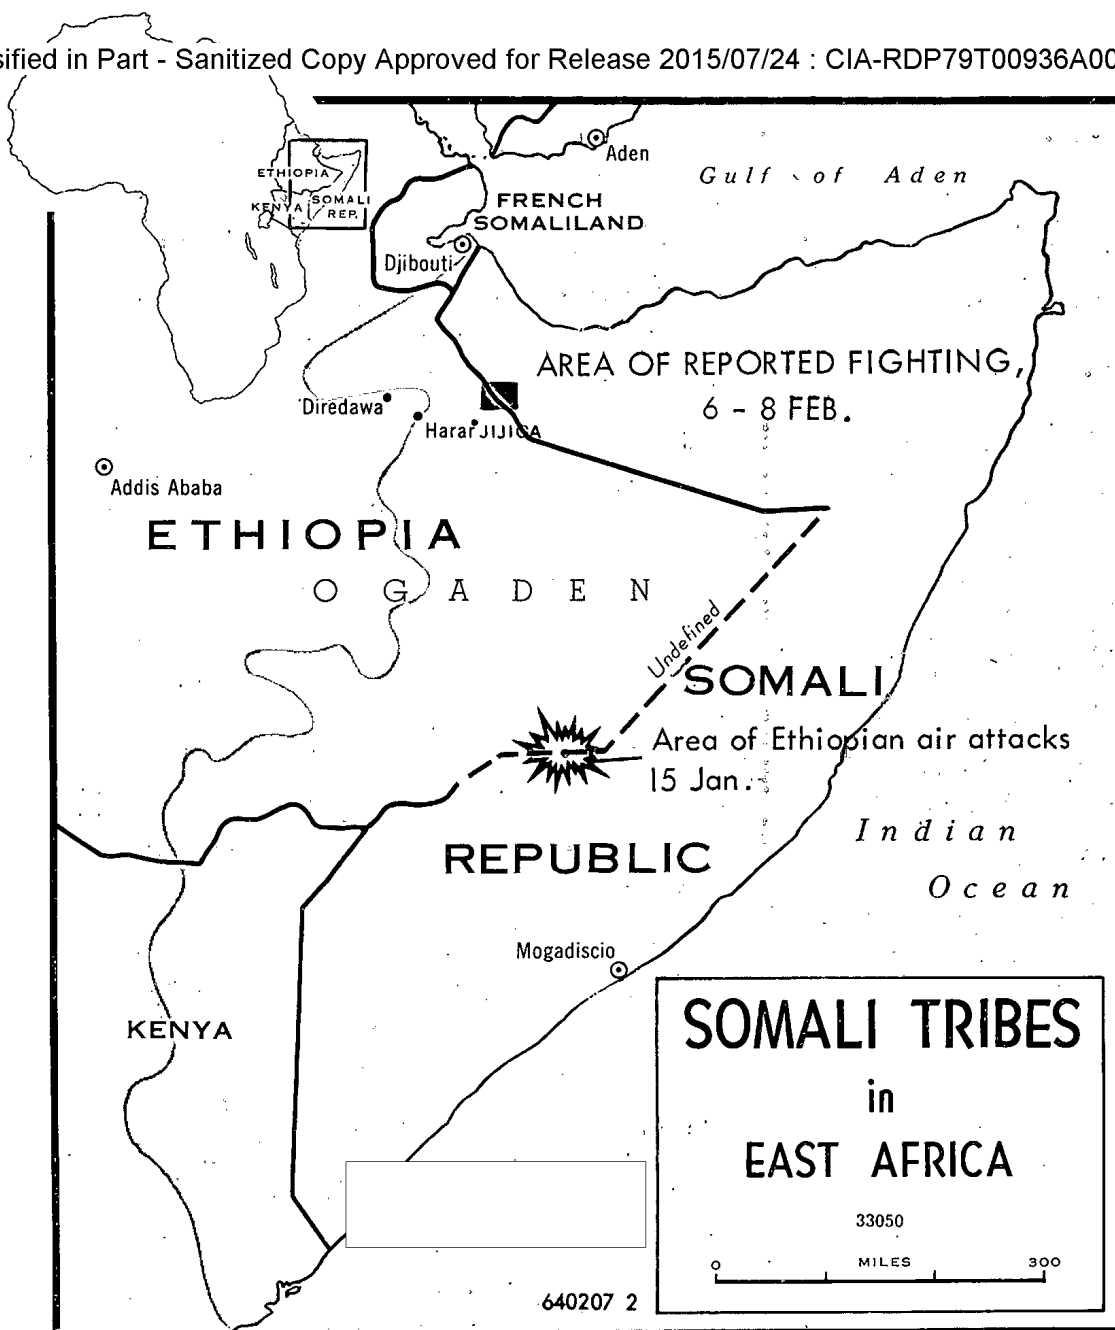 sified in Part - Sanitized Copy Approved for Release 2015/07/24 : CIA-RDP79T00936A00
Aden
Gulf of Aden
ETHIOPIA
KENYA
SOMALI
REP.
FRENCH
SOMALILAND
Djibouti
AREA OF REPORTED FIGHTING,
6 - 8 FEB.
Diredawa
Harar
JIJIGA
Addis Ababa
ETHIOPIA
OGADEN
Undefined
SOMALI
Area of Ethiopian air attacks
15 Jan.
REPUBLIC
Indian
Ocean
Mogadiscio
KENYA
SOMALI TRIBES
in
EAST AFRICA
33050
0 MILES 300
640207 2